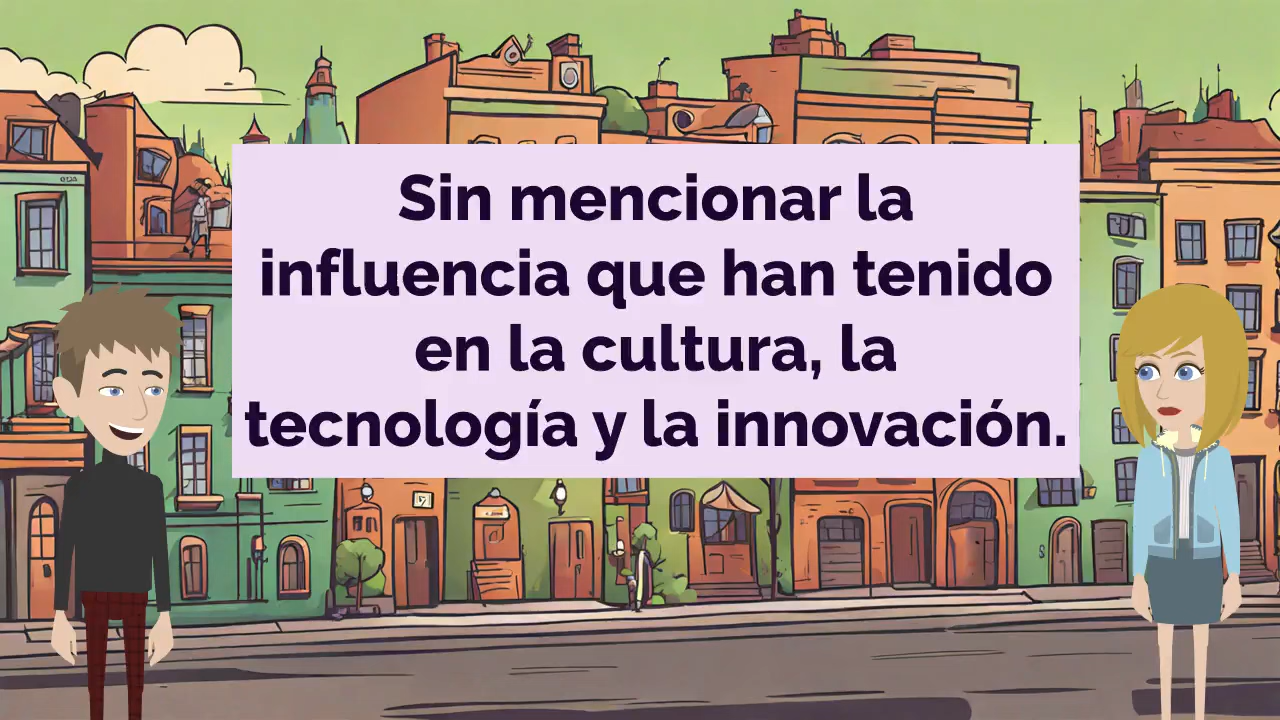 Sin mencionar la
influencia que han tenido
en la cultura, la
tecnología y la innovación.